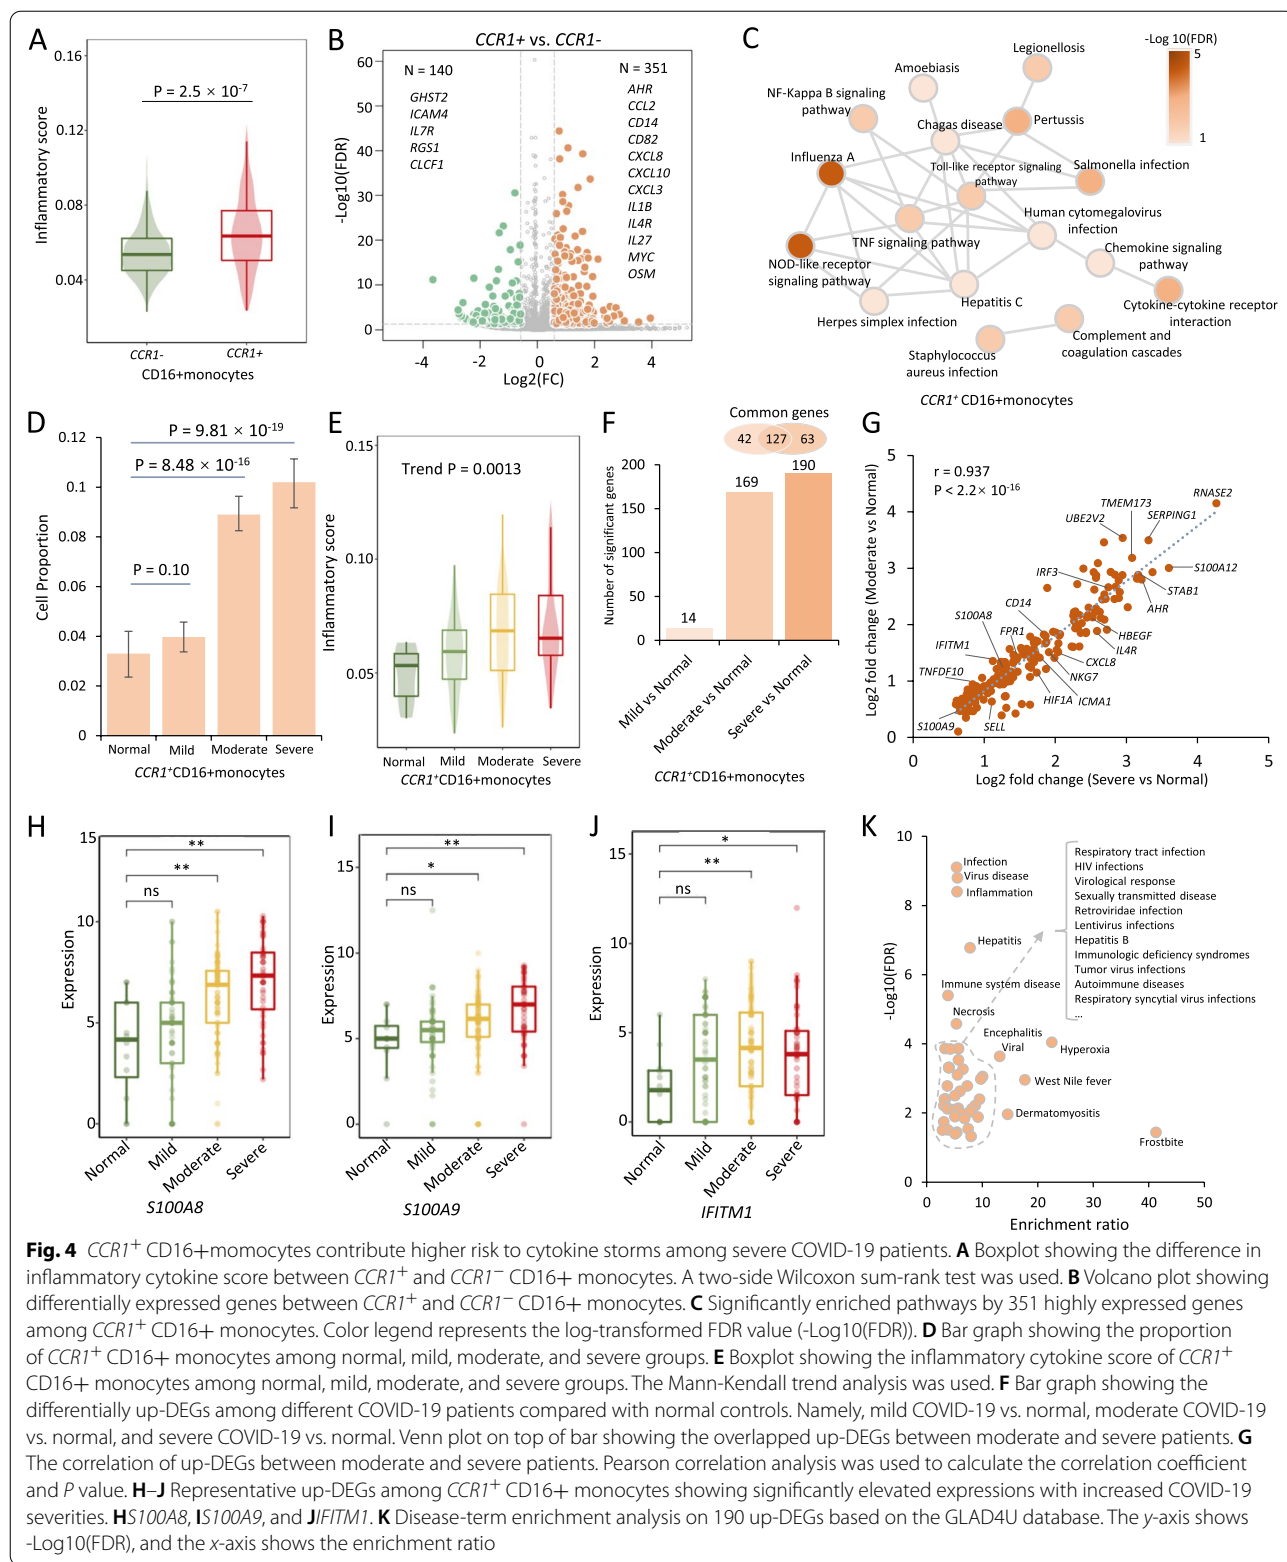 A
0.16
0.12
0.08
0.04
Inflammatory score
P = 2.5 × 10-7
CCR1-
CCR1+
CD16+monocytes
B
CCR1+ vs. CCR1-
60
50
40
30
20
10
0
-Log10(FDR)
N = 140
GHST2
ICAM4
IL7R
RGS1
CLCF1
N = 351
AHR
CCL2
CD14
CD82
CXCL8
CXCL10
CXCL3
IL1B
IL4R
IL27
MYC
OSM
-4
-2
0
2
4
Log2(FC)
C
Legionellosis
Amoebiasis
NF-Kappa B signaling
pathway
Chagas disease
Pertussis
Influenza A
Toll-like receptor signaling
pathway
Salmonella infection
TNF signaling pathway
Human cytomegalovirus
infection
NOD-like receptor
signaling pathway
Chemokine signaling
pathway
Hepatitis C
Herpes simplex infection
Cytokine-cytokine receptor
interaction
Complement and
coagulation cascades
Staphylococcus
aureus infection
-Log 10(FDR)
5
1
CCR1+ CD16+monocytes
D
0.12
0.1
0.08
0.06
0.04
0.02
0
Cell Proportion
P = 9.81 × 10-19
P = 8.48 × 10-16
P = 0.10
Normal
Mild
Moderate
Severe
CCR1+CD16+monocytes
E
0.15
0.10
0.05
Inflammatory score
Trend P = 0.0013
Normal
Mild
Moderate
Severe
CCR1+CD16+monocytes
F
Common genes
42
127
63
200
150
100
50
0
Number of significant genes
14
169
190
Mild vs Normal
Moderate vs Normal
Severe vs Normal
CCR1+CD16+monocytes
G
5
4
3
2
1
0
Log2 fold change (Moderate vs Normal)
r = 0.937
P < 2.2× 10-16
RNASE2
TMEM173
SERPING1
UBE2V2
S100A12
IRF3
STAB1
AHR
CD14
S100A8
HBEGF
FPR1
IL4R
IFITM1
CXCL8
NKG7
TNFDF10
ICMA1
HIF1A
S100A9
SELL
0
1
2
3
4
5
Log2 fold change (Severe vs Normal)
H
15
10
5
0
Expression
**
**
ns
Normal
Mild
Moderate
Severe
S100A8
I
15
10
5
0
Expression
**
*
ns
Normal
Mild
Moderate
Severe
S100A9
J
15
10
5
0
Expression
*
**
ns
Normal
Mild
Moderate
Severe
IFITM1
K
10
8
6
4
2
0
-Log10(FDR)
Infection
Virus disease
Inflammation
Hepatitis
Immune system disease
Necrosis
Encephalitis
Viral
Hyperoxia
West Nile fever
Dermatomyositis
Frostbite
Respiratory tract infection
HIV infections
Virological response
Sexually transmitted disease
Retroviridae infection
Lentivirus infections
Hepatitis B
Immunologic deficiency syndromes
Tumor virus infections
Autoimmune diseases
Respiratory syncytial virus infections
...
0
10
20
30
40
50
Enrichment ratio
Fig. 4 CCR1+ CD16+momocytes contribute higher risk to cytokine storms among severe COVID-19 patients. A Boxplot showing the difference in
inflammatory cytokine score between CCR1+ and CCR1− CD16+ monocytes. A two-side Wilcoxon sum-rank test was used. B Volcano plot showing
differentially expressed genes between CCR1+ and CCR1− CD16+ monocytes. C Significantly enriched pathways by 351 highly expressed genes
among CCR1+ CD16+ monocytes. Color legend represents the log-transformed FDR value (-Log10(FDR)). D Bar graph showing the proportion
of CCR1+ CD16+ monocytes among normal, mild, moderate, and severe groups. E Boxplot showing the inflammatory cytokine score of CCR1+
CD16+ monocytes among normal, mild, moderate, and severe groups. The Mann-Kendall trend analysis was used. F Bar graph showing the
differentially up-DEGs among different COVID-19 patients compared with normal controls. Namely, mild COVID-19 vs. normal, moderate COVID-19
vs. normal, and severe COVID-19 vs. normal. Venn plot on top of bar showing the overlapped up-DEGs between moderate and severe patients. G
The correlation of up-DEGs between moderate and severe patients. Pearson correlation analysis was used to calculate the correlation coefficient
and P value. H–J Representative up-DEGs among CCR1+ CD16+ monocytes showing significantly elevated expressions with increased COVID-19
severities. HS100A8, IS100A9, and JIFITM1. K Disease-term enrichment analysis on 190 up-DEGs based on the GLAD4U database. The y-axis shows
-Log10(FDR), and the x-axis shows the enrichment ratio